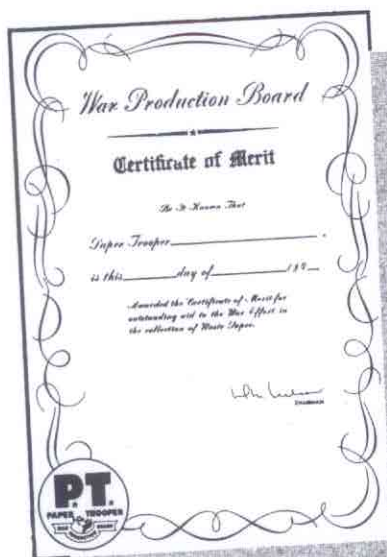 War Production Board
Certificate of Merit
Be It Known That
Paper Trooper
is this day of 194
Awarded the Certificate of Merit for
outstanding aid to the War Effort in
the collection of Waste Paper.
CHAIRMAN
P.T.
PAPER TROOPER